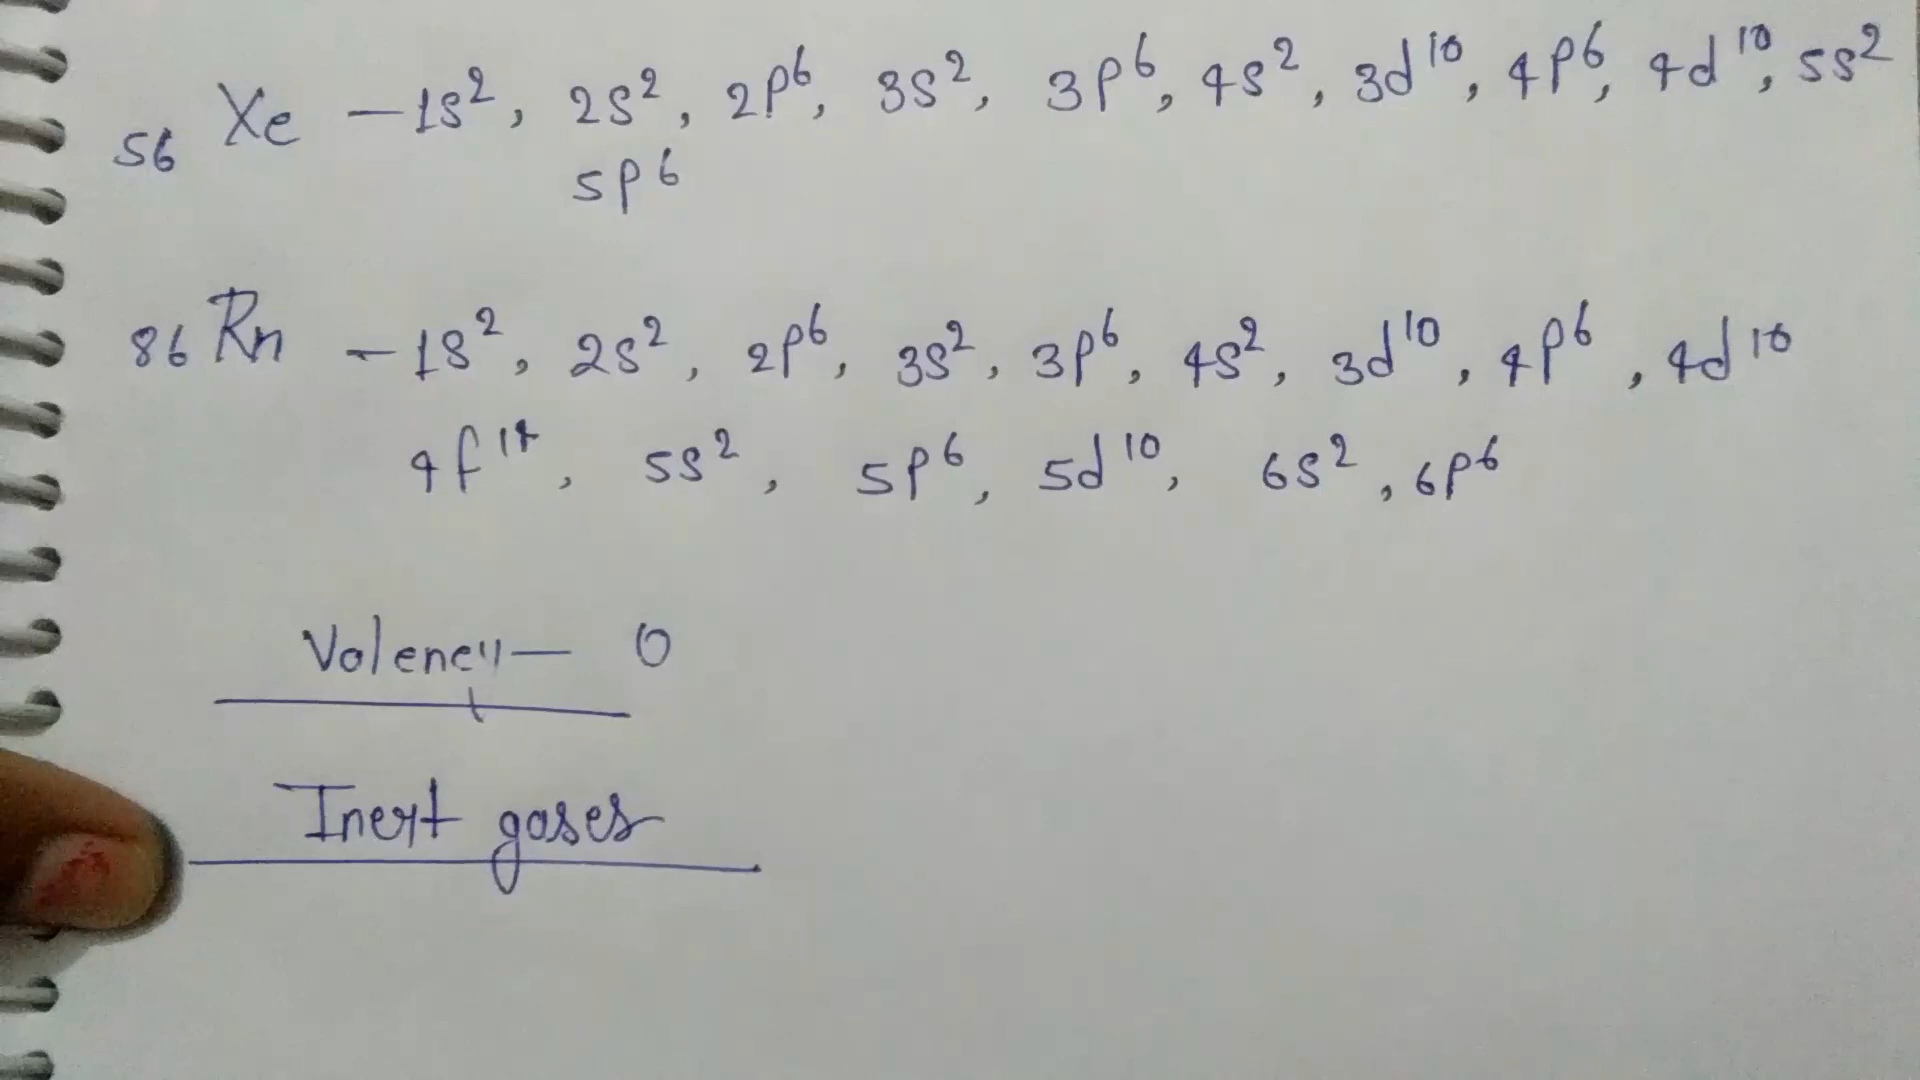 56 Xe - 1s², 2s², 2p⁶, 3s², 3p⁶, 4s², 3d¹⁰, 4p⁶, 4d¹⁰, 5s²
5p⁶
86 Rn - 1s², 2s², 2p⁶, 3s², 3p⁶, 4s², 3d¹⁰, 4p⁶, 4d¹⁰
4f¹⁴, 5s², 5p⁶, 5d¹⁰, 6s², 6p⁶
Valency - 0
Inert gases